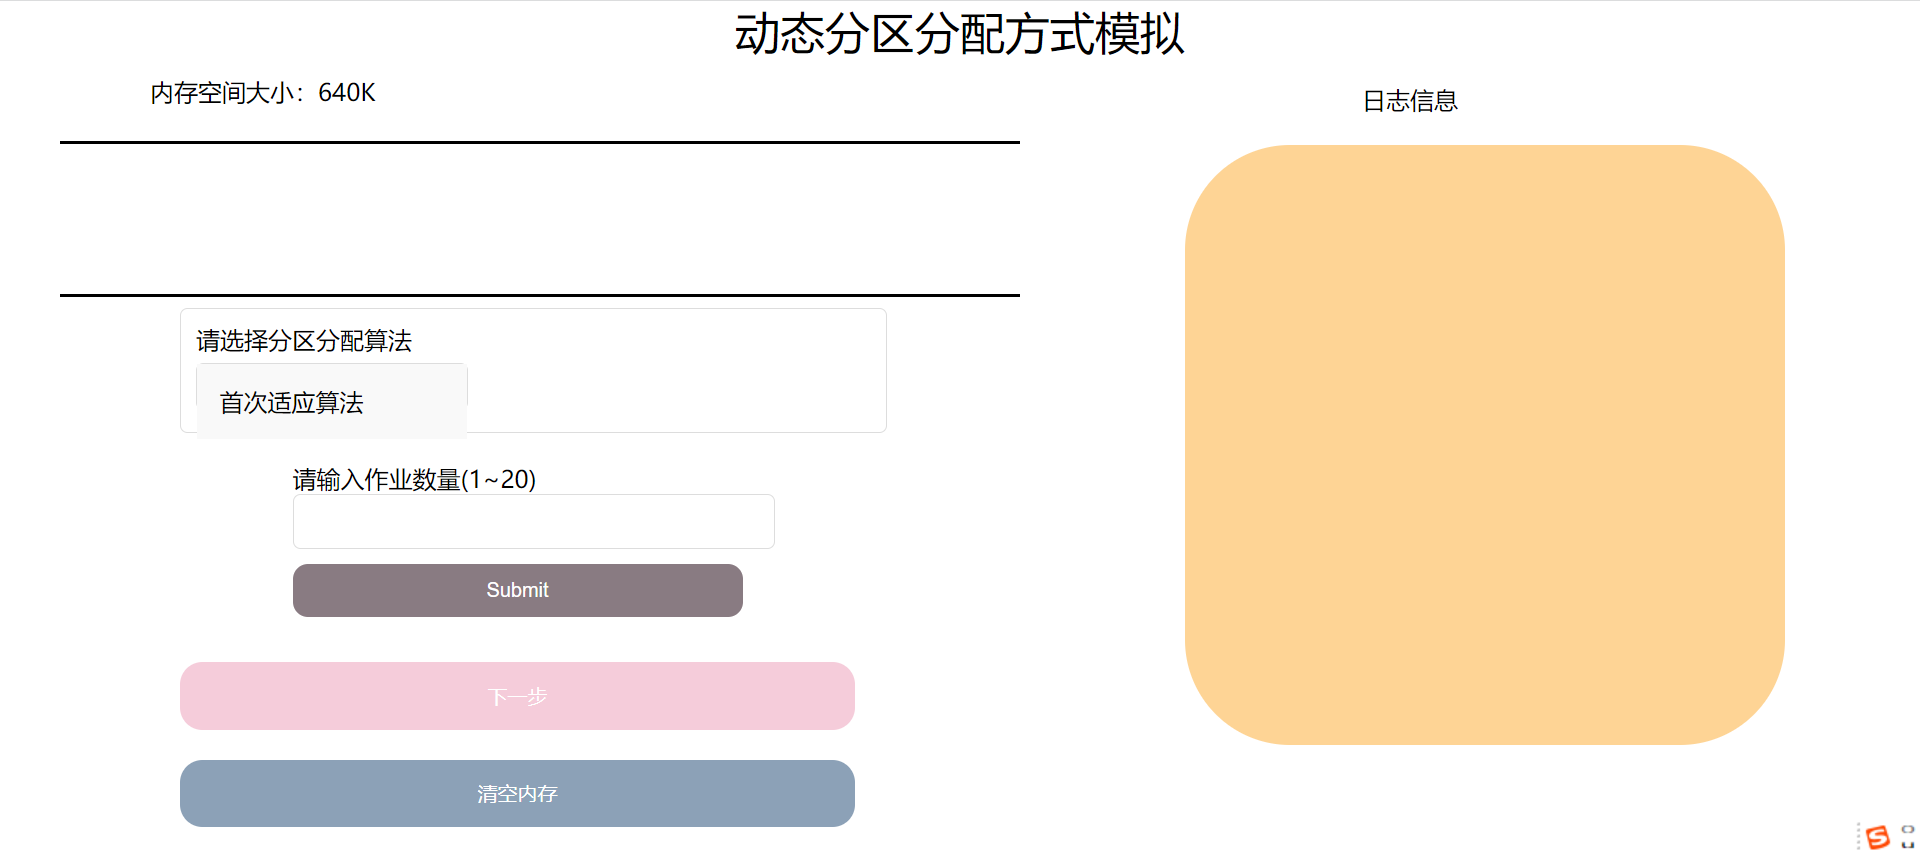 动态分区分配方式模拟
内存空间大小：640K
日志信息
请选择分区分配算法
首次适应算法
请输入作业数量(1~20)
Submit
下一步
清空内存